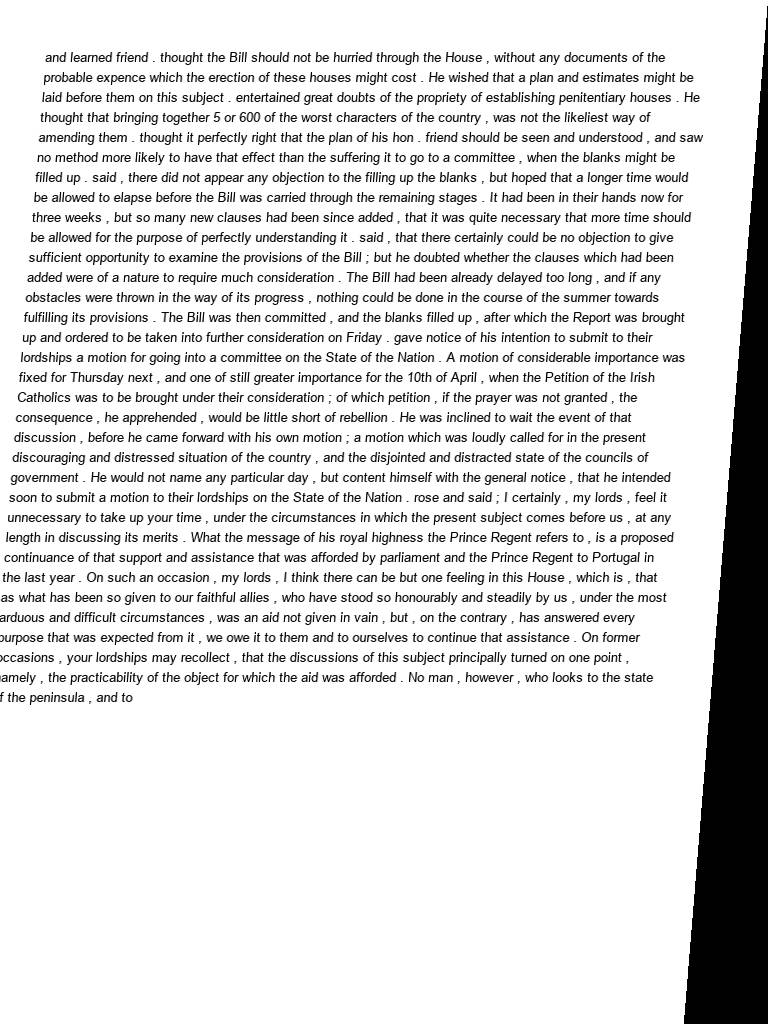 and learned friend . thought the Bill should not be hurried through the House , without any documents of the
probable expence which the erection of these houses might cost . He wished that a plan and estimates might be
laid before them on this subject . entertained great doubts of the propriety of establishing penitentiary houses . He
thought that bringing together 5 or 600 of the worst characters of the country , was not the likeliest way of
amending them . thought it perfectly right that the plan of his hon . friend should be seen and understood , and saw
no method more likely to have that effect than the suffering it to go to a committee , when the blanks might be
filled up . said , there did not appear any objection to the filling up the blanks , but hoped that a longer time would
be allowed to elapse before the Bill was carried through the remaining stages . It had been in their hands now for
three weeks , but so many new clauses had been since added , that it was quite necessary that more time should
be allowed for the purpose of perfectly understanding it . said , that there certainly could be no objection to give
sufficient opportunity to examine the provisions of the Bill ; but he doubted whether the clauses which had been
added were of a nature to require much consideration . The Bill had been already delayed too long , and if any
obstacles were thrown in the way of its progress , nothing could be done in the course of the summer towards
fulfilling its provisions . The Bill was then committed , and the blanks filled up , after which the Report was brought
up and ordered to be taken into further consideration on Friday . gave notice of his intention to submit to their
lordships a motion for going into a committee on the State of the Nation . A motion of considerable importance was
fixed for Thursday next , and one of still greater importance for the 10th of April , when the Petition of the Irish
Catholics was to be brought under their consideration ; of which petition , if the prayer was not granted , the
consequence , he apprehended , would be little short of rebellion . He was inclined to wait the event of that
discussion , before he came forward with his own motion ; a motion which was loudly called for in the present
discouraging and distressed situation of the country , and the disjointed and distracted state of the councils of
government . He would not name any particular day , but content himself with the general notice , that he intended
soon to submit a motion to their lordships on the State of the Nation . rose and said ; I certainly , my lords , feel it
unnecessary to take up your time , under the circumstances in which the present subject comes before us , at any
length in discussing its merits . What the message of his royal highness the Prince Regent refers to , is a proposed
continuance of that support and assistance that was afforded by parliament and the Prince Regent to Portugal in
the last year . On such an occasion , my lords , I think there can be but one feeling in this House , which is , that
as what has been so given to our faithful allies , who have stood so honourably and steadily by us , under the most
arduous and difficult circumstances , was an aid not given in vain , but , on the contrary , has answered every
purpose that was expected from it , we owe it to them and to ourselves to continue that assistance . On former
occasions , your lordships may recollect , that the discussions of this subject principally turned on one point ,
namely , the practicability of the object for which the aid was afforded . No man , however , who looks to the state
of the peninsula , and to